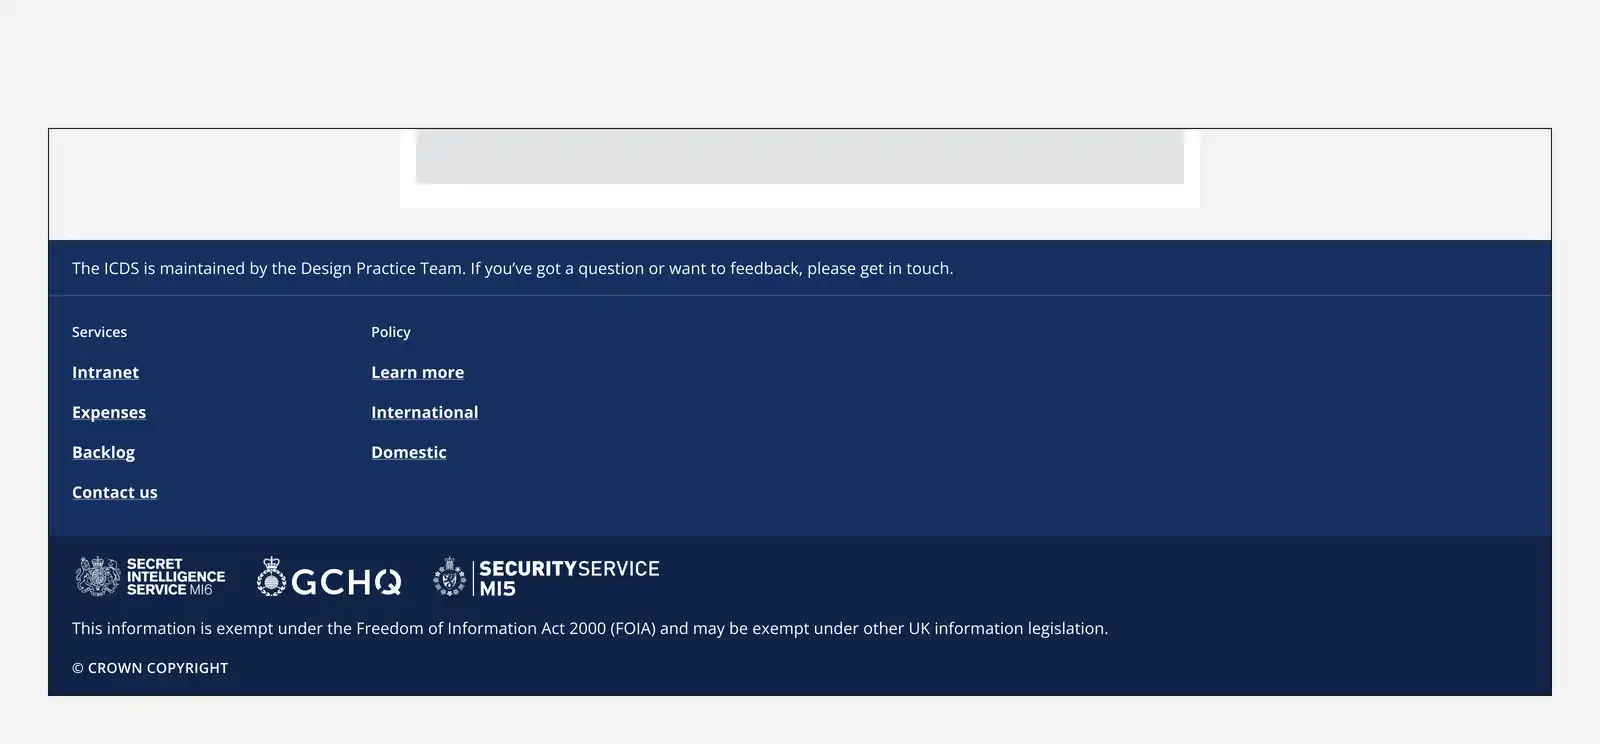 The ICDS is maintained by the Design Practice Team. If you’ve got a question or want to feedback, please get in touch.
Services
Intranet
Expenses
Backlog
Contact us
Policy
Learn more
International
Domestic
SECRET
INTELLIGENCE
SERVICE MI6
GCHQ
SECURITYSERVICE
MI5
This information is exempt under the Freedom of Information Act 2000 (FOIA) and may be exempt under other UK information legislation.
© CROWN COPYRIGHT